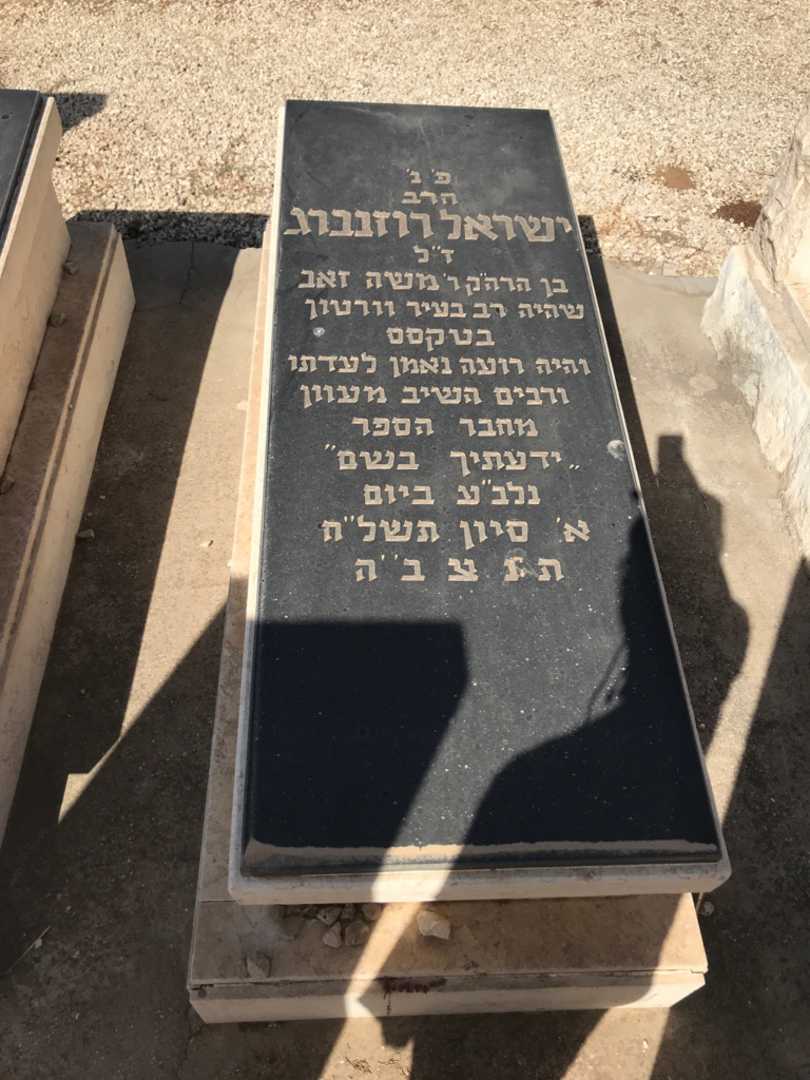 פ' נ'
הרב
ישראל רוזנברג
ז"ל
בן הרה"ק ר' משה זאב
שהיה רב בעיר וורטון
בטקסס
והיה רועה נאמן לעדתו
ורבים השיב מעוון
מחבר הספר
"ידעתיך בשם"
נלב"ע ביום
א' סיון תשל"ח
ת נ צ ב"ה